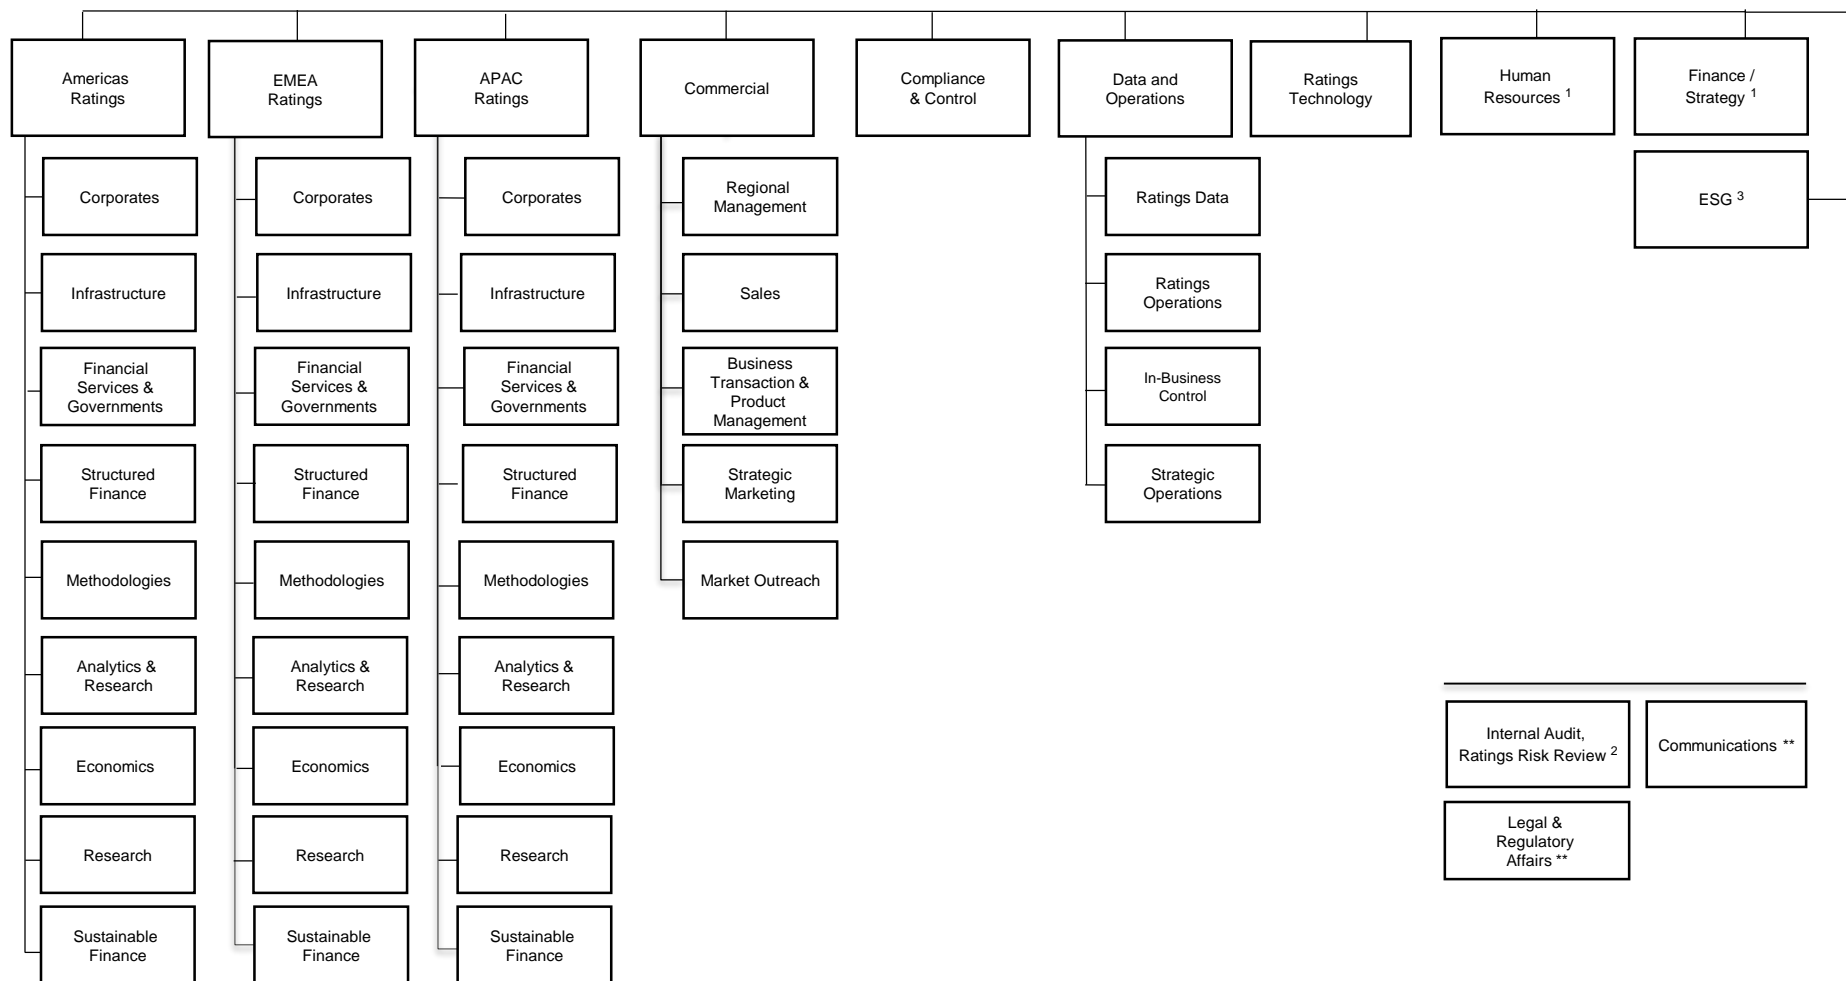 Americas
Ratings
EMEA
Ratings
APAC
Ratings
Commercial
Compliance
& Control
Data and
Operations
Ratings
Technology
Human
Resources 1
Finance /
Strategy 1
Corporates
Corporates
Corporates
Regional
Management
Ratings Data
ESG 3
Infrastructure
Infrastructure
Infrastructure
Sales
Ratings
Operations
Financial
Services &
Governments
Financial
Services &
Governments
Financial
Services &
Governments
Business
Transaction &
Product
Management
In-Business
Control
Structured
Finance
Structured
Finance
Structured
Finance
Strategic
Marketing
Strategic
Operations
Methodologies
Methodologies
Methodologies
Market Outreach
Analytics &
Research
Analytics &
Research
Analytics &
Research
Economics
Economics
Economics
Internal Audit,
Ratings Risk Review 2
Communications **
Research
Research
Research
Legal &
Regulatory
Affairs **
Sustainable
Finance
Sustainable
Finance
Sustainable
Finance